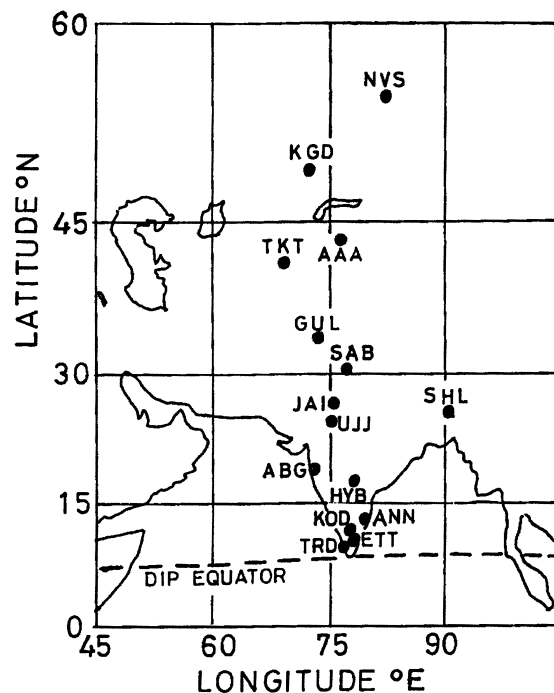 60
NVS
KGD
45
TKT
AAA
GUL
SAB
30
JAI
SHL
UJJ
ABG
HYB
15
KOD
ANN
TRD
ETT
DIP EQUATOR
0
45
60
75
90
LONGITUDE °E
LATITUDE °N